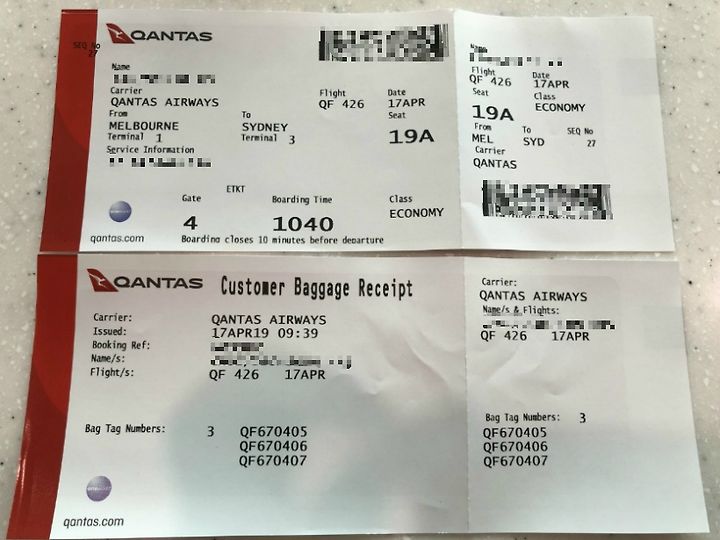 QANTAS
SEQ No
27
Name
Carrier
QANTAS AIRWAYS
Flight
QF 426
Date
17APR
From
MELBOURNE
Terminal 1
To
SYDNEY
Terminal 3
Seat
19A
Service Information
ETKT
Gate
4
Boarding Time
1040
Class
ECONOMY
Boarding closes 10 minutes before departure
qantas.com
Name
Flight
QF 426
Date
17APR
Seat
19A
Class
ECONOMY
From
MEL
To
SYD
SEQ No
27
Carrier
QANTAS
QANTAS Customer Baggage Receipt
Carrier: QANTAS AIRWAYS
Issued: 17APR19 09:39
Booking Ref:
Name/s:
Flight/s: QF 426 17APR
Bag Tag Numbers: 3 QF670405
QF670406
QF670407
qantas.com
Carrier:
QANTAS AIRWAYS
Name/s & Flights:
QF 426 17APR
Bag Tag Numbers: 3
QF670405
QF670406
QF670407